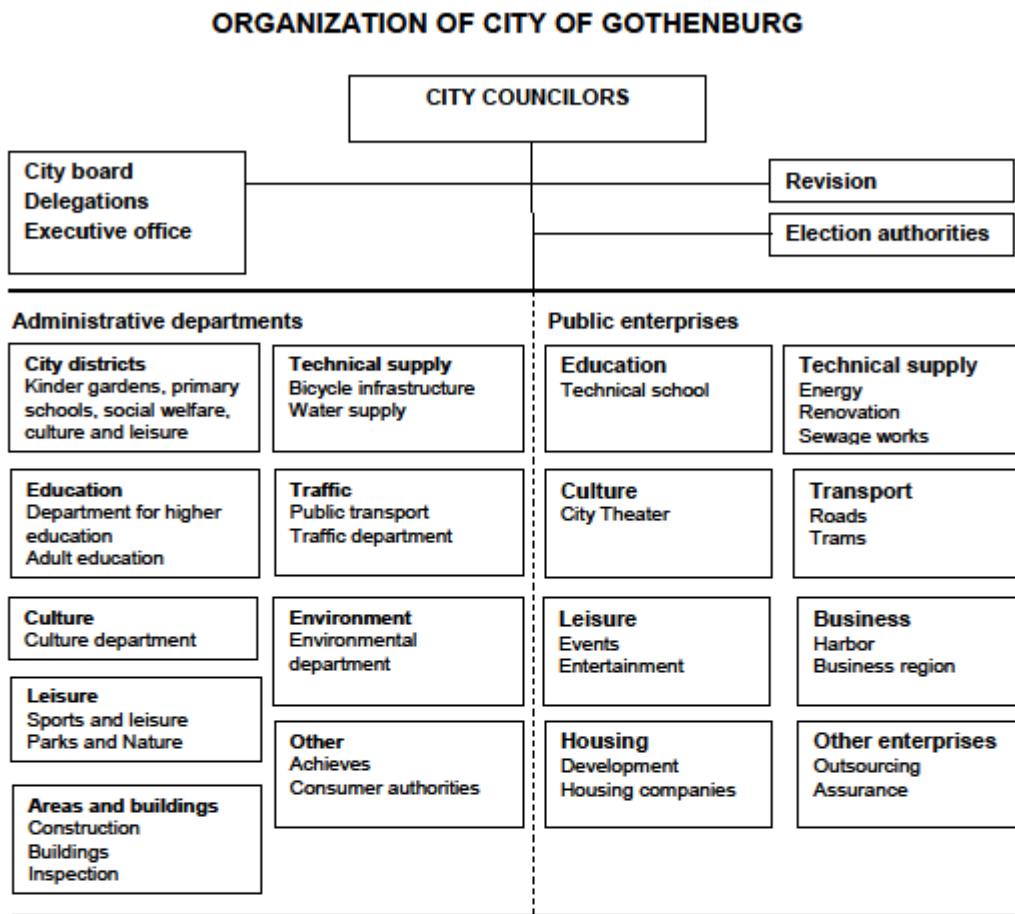 ORGANIZATION OF CITY OF GOTHENBURG
CITY COUNCILORS
City board
Delegations
Executive office
Revision
Election authorities
Administrative departments
Public enterprises
City districts
Kinder gardens, primary
schools, social welfare,
culture and leisure
Technical supply
Bicycle infrastructure
Water supply
Education
Technical school
Technical supply
Energy
Renovation
Sewage works
Education
Department for higher
education
Adult education
Traffic
Public transport
Traffic department
Culture
City Theater
Transport
Roads
Trams
Culture
Culture department
Environment
Environmental
department
Leisure
Events
Entertainment
Business
Harbor
Business region
Leisure
Sports and leisure
Parks and Nature
Other
Achieves
Consumer authorities
Housing
Development
Housing companies
Other enterprises
Outsourcing
Assurance
Areas and buildings
Construction
Buildings
Inspection